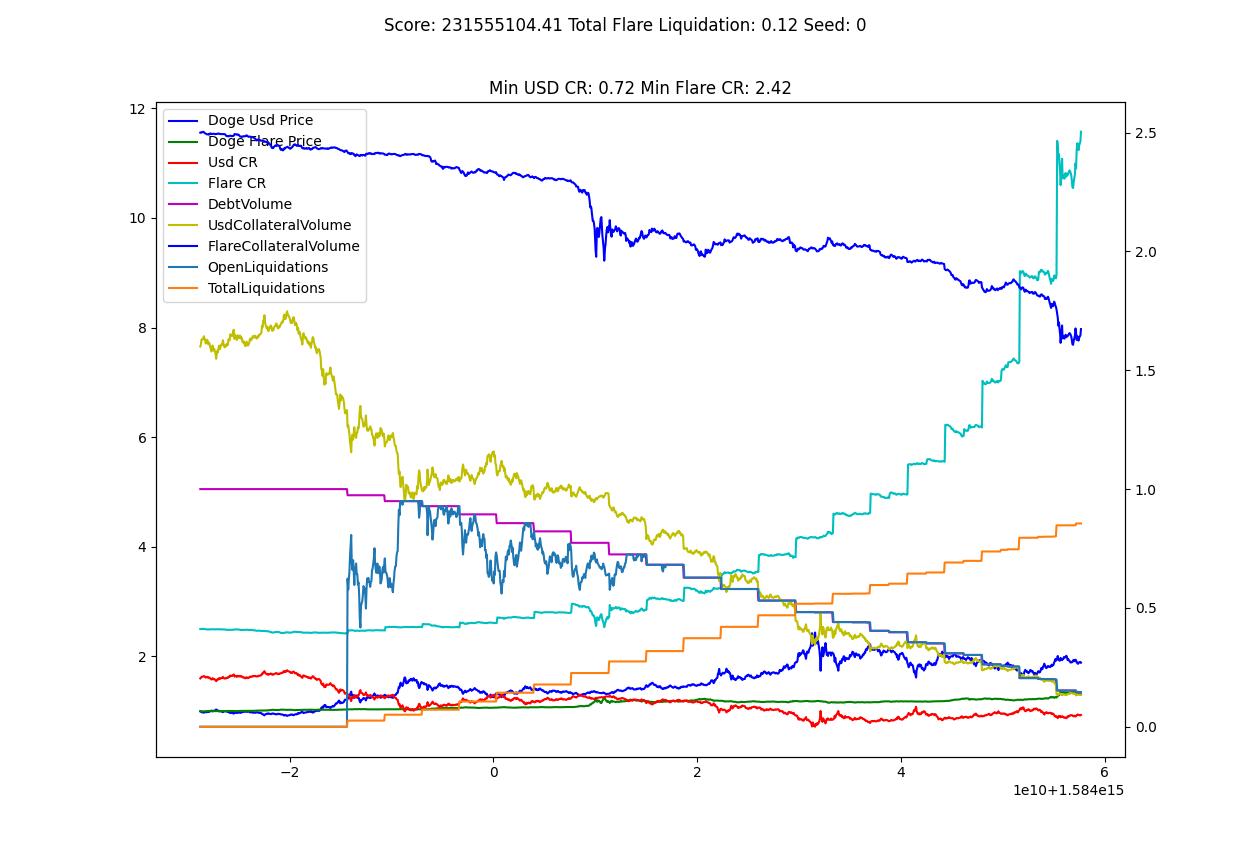 Score: 231555104.41 Total Flare Liquidation: 0.12 Seed: 0
Min USD CR: 0.72 Min Flare CR: 2.42
Doge Usd Price
Doge Flare Price
Usd CR
Flare CR
DebtVolume
UsdCollateralVolume
FlareCollateralVolume
OpenLiquidations
TotalLiquidations
12
10
8
6
4
2
2.5
2.0
1.5
1.0
0.5
0.0
−2
0
2
4
6
1e10+1.584e15